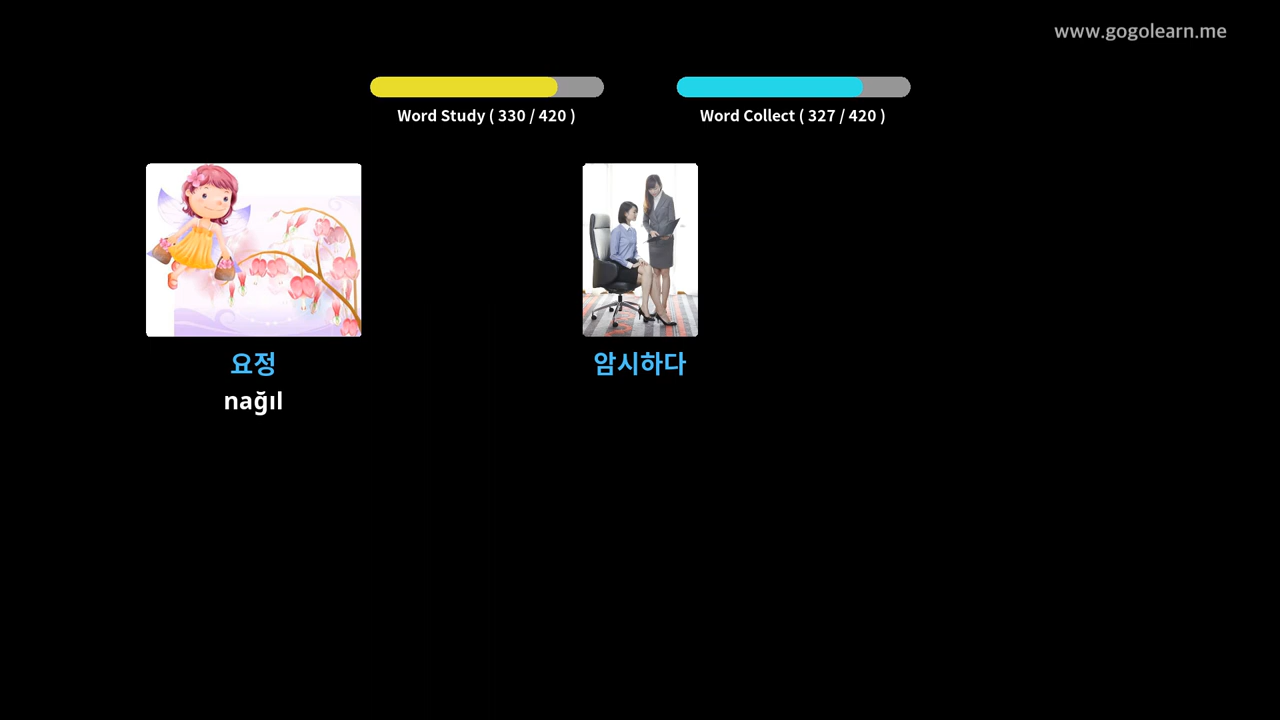 www.gogolearn.me
Word Study ( 330 / 420 )
Word Collect ( 327 / 420 )
요정
nağıl
암시하다